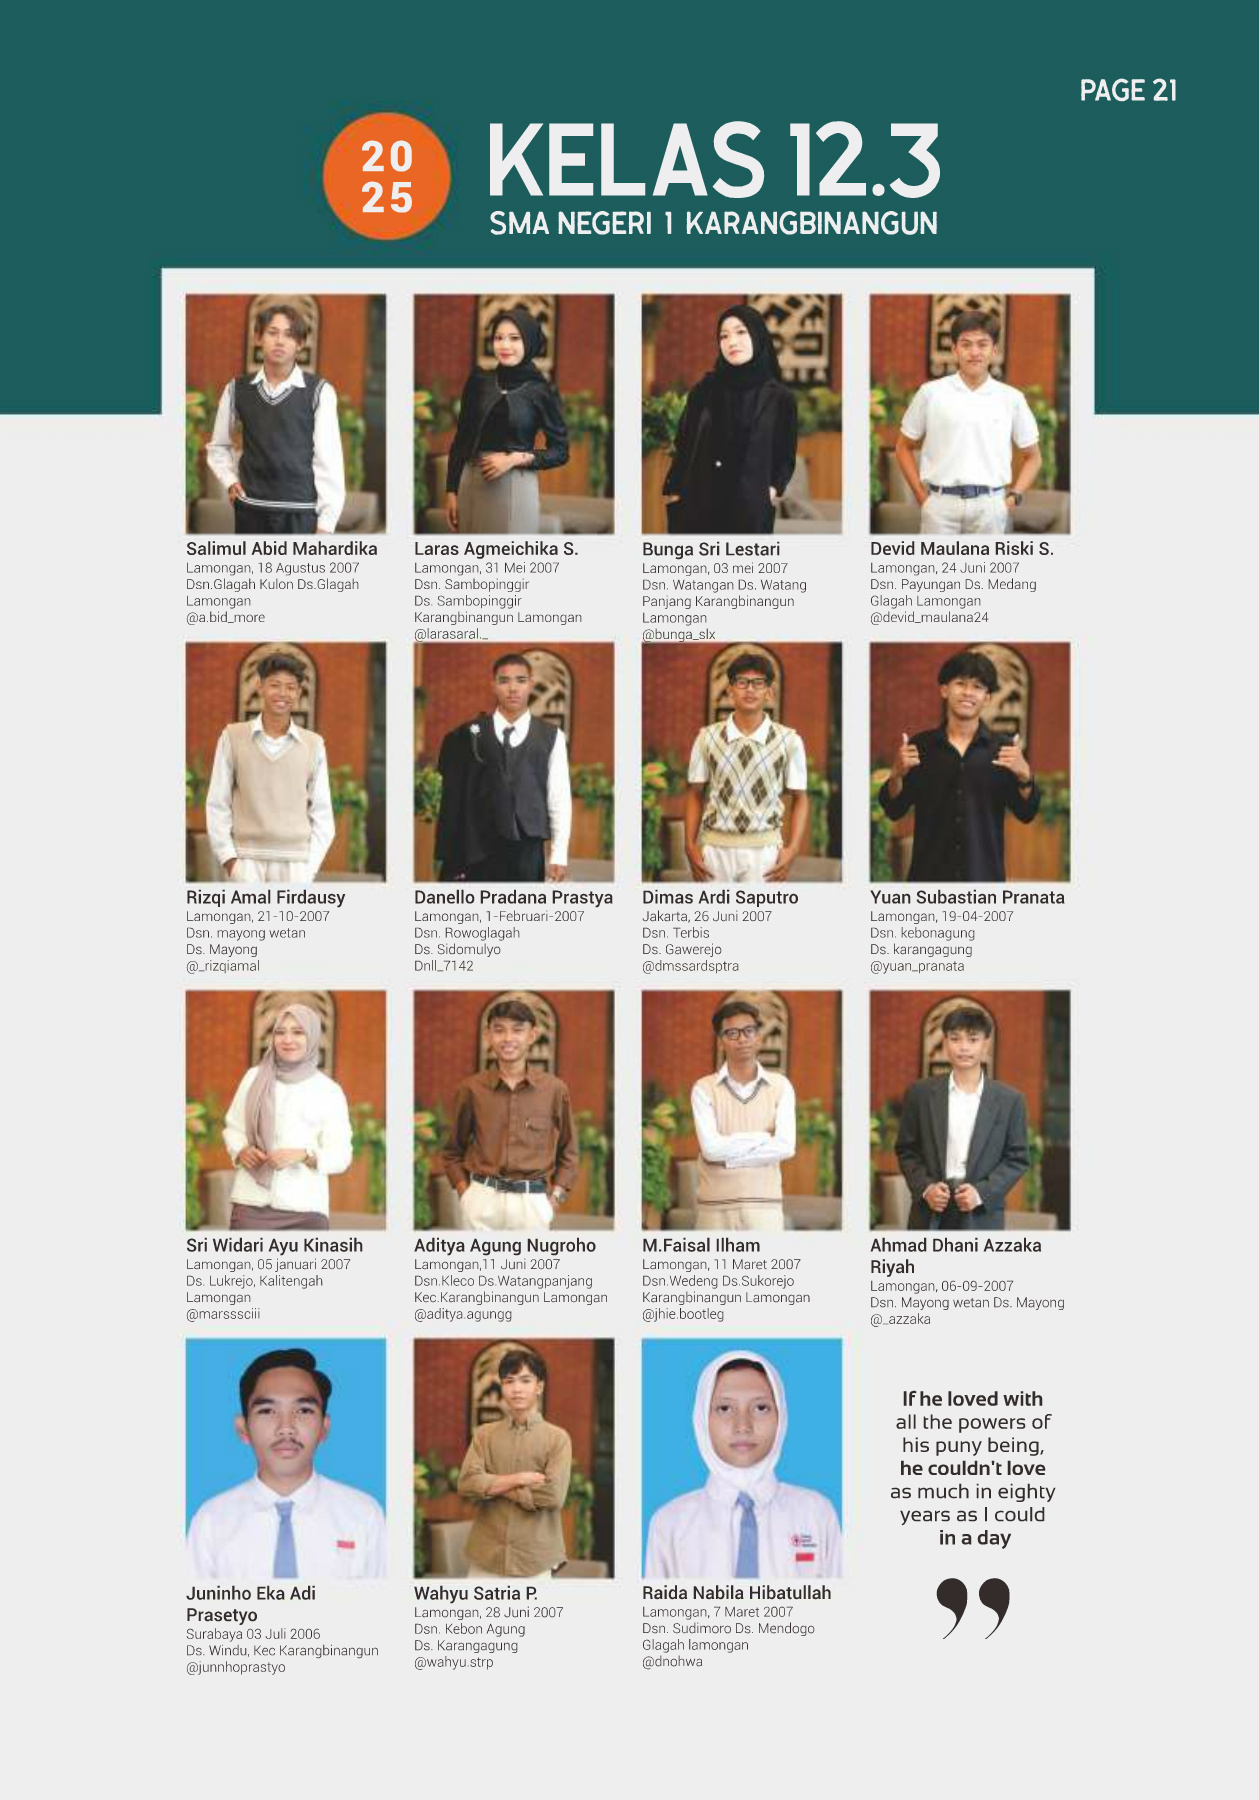 PAGE 21
20
25
KELAS 12.3
SMA NEGERI 1 KARANGBINANGUN
Salimul Abid Mahardika
Lamongan, 18 Agustus 2007
Dsn.Glagah Kulon Ds.Glagah
Lamongan
@a.bid_more
Laras Agmeichika S.
Lamongan, 31 Mei 2007
Dsn. Sambopinggir
Ds. Sambopinggir
Karangbinangun Lamongan
@larasaral._
Bunga Sri Lestari
Lamongan, 03 mei 2007
Dsn. Watangan Ds. Watang
Panjang Karangbinangun
Lamongan
@bunga_slx
Devid Maulana Riski S.
Lamongan, 24 Juni 2007
Dsn. Payungan Ds. Medang
Glagah Lamongan
@devid_maulana24
Rizqi Amal Firdausy
Lamongan, 21-10-2007
Dsn. mayong wetan
Ds. Mayong
@_rizqiamal
Danello Pradana Prastya
Lamongan, 1-Februari-2007
Dsn. Rowoglagah
Ds. Sidomulyo
Dnll_7142
Dimas Ardi Saputro
Jakarta, 26 Juni 2007
Dsn. Terbis
Ds. Gawerejo
@dmssardsptra
Yuan Subastian Pranata
Lamongan, 19-04-2007
Dsn. kebonagung
Ds. karangagung
@yuan_pranata
Sri Widari Ayu Kinasih
Lamongan, 05 januari 2007
Ds. Lukrejo, Kalitengah
Lamongan
@marsssciii
Aditya Agung Nugroho
Lamongan,11 Juni 2007
Dsn.Kleco Ds.Watangpanjang
Kec.Karangbinangun Lamongan
@aditya.agungg
M.Faisal Ilham
Lamongan, 11 Maret 2007
Dsn.Wedeng Ds.Sukorejo
Karangbinangun Lamongan
@jhie.bootleg
Ahmad Dhani Azzaka
Riyah
Lamongan, 06-09-2007
Dsn. Mayong wetan Ds. Mayong
@_azzaka
Juninho Eka Adi
Prasetyo
Surabaya 03 Juli 2006
Ds. Windu, Kec Karangbinangun
@junnhoprastyo
Wahyu Satria P.
Lamongan, 28 Juni 2007
Dsn. Kebon Agung
Ds. Karangagung
@wahyu.strp
Raida Nabila Hibatullah
Lamongan, 7 Maret 2007
Dsn. Sudimoro Ds. Mendogo
Glagah lamongan
@dnohwa
If he loved with
all the powers of
his puny being,
he couldn't love
as much in eighty
years as I could
in a day
”